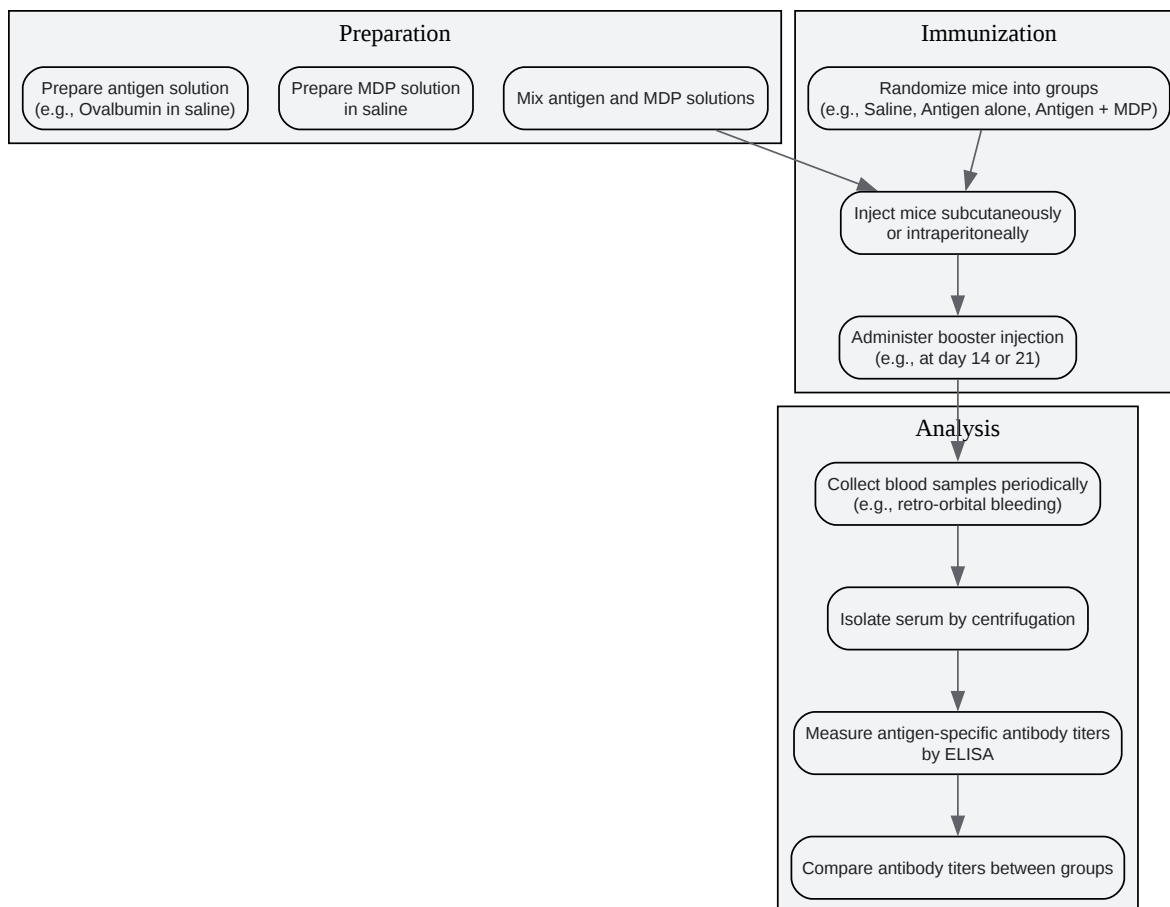 Preparation
Prepare antigen solution
(e.g., Ovalbumin in saline)
Prepare MDP solution
in saline
Mix antigen and MDP solutions
Immunization
Randomize mice into groups
(e.g., Saline, Antigen alone, Antigen + MDP)
Inject mice subcutaneously
or intraperitoneally
Administer booster injection
(e.g., at day 14 or 21)
Analysis
Collect blood samples periodically
(e.g., retro-orbital bleeding)
Isolate serum by centrifugation
Measure antigen-specific antibody titers
by ELISA
Compare antibody titers between groups